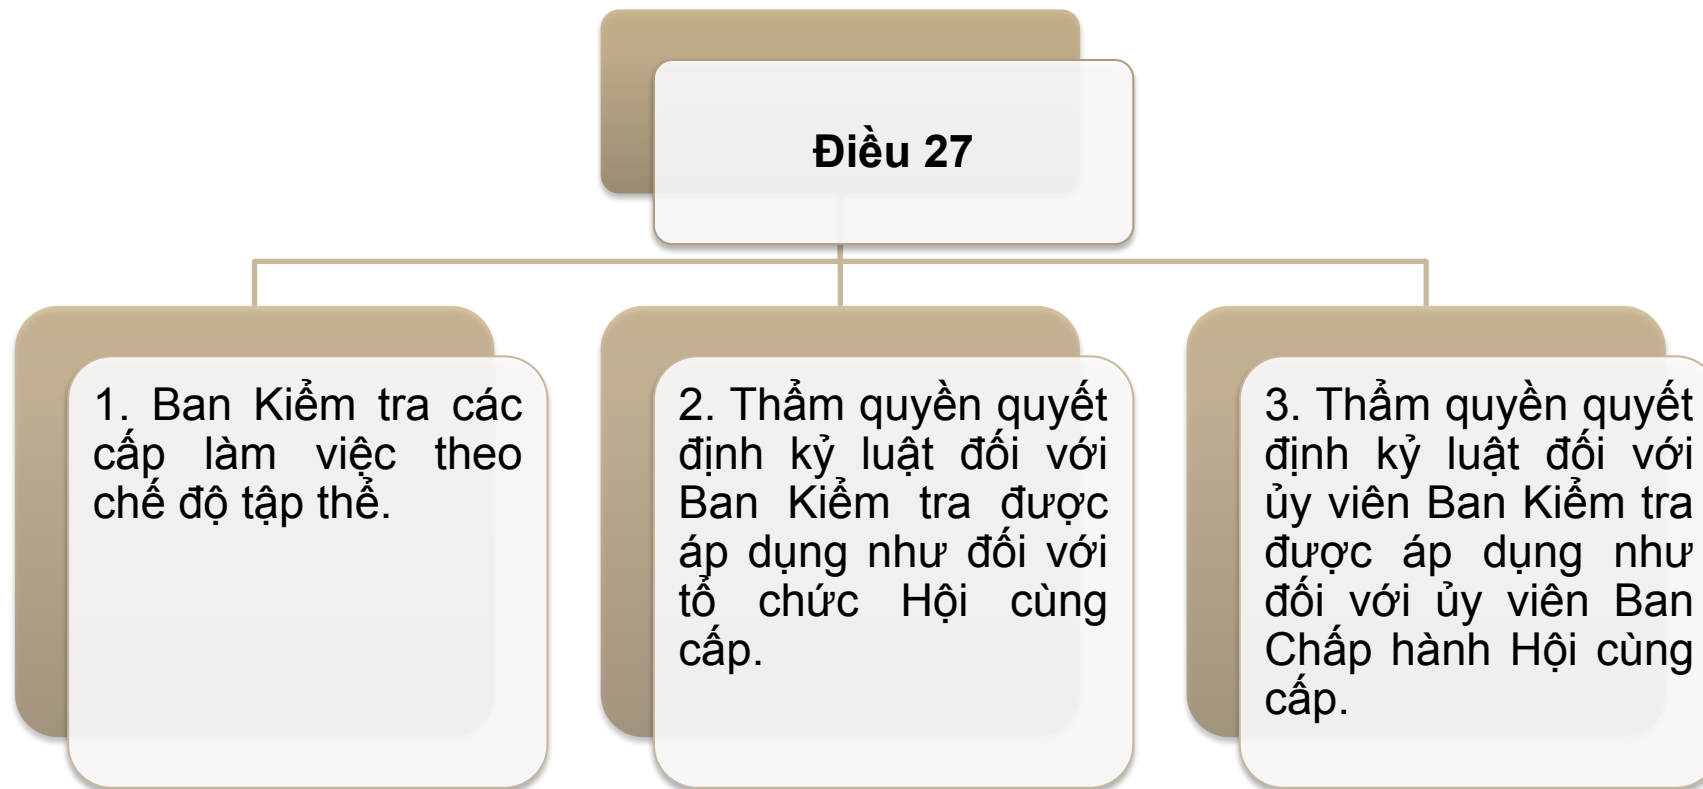 Điều 27
1. Ban Kiểm tra các
cấp làm việc theo
chế độ tập thể.
2. Thẩm quyền quyết
định kỷ luật đối với
Ban Kiểm tra được
áp dụng như đối với
tổ chức Hội cùng
cấp.
3. Thẩm quyền quyết
định kỷ luật đối với
ủy viên Ban Kiểm tra
được áp dụng như
đối với ủy viên Ban
Chấp hành Hội cùng
cấp.